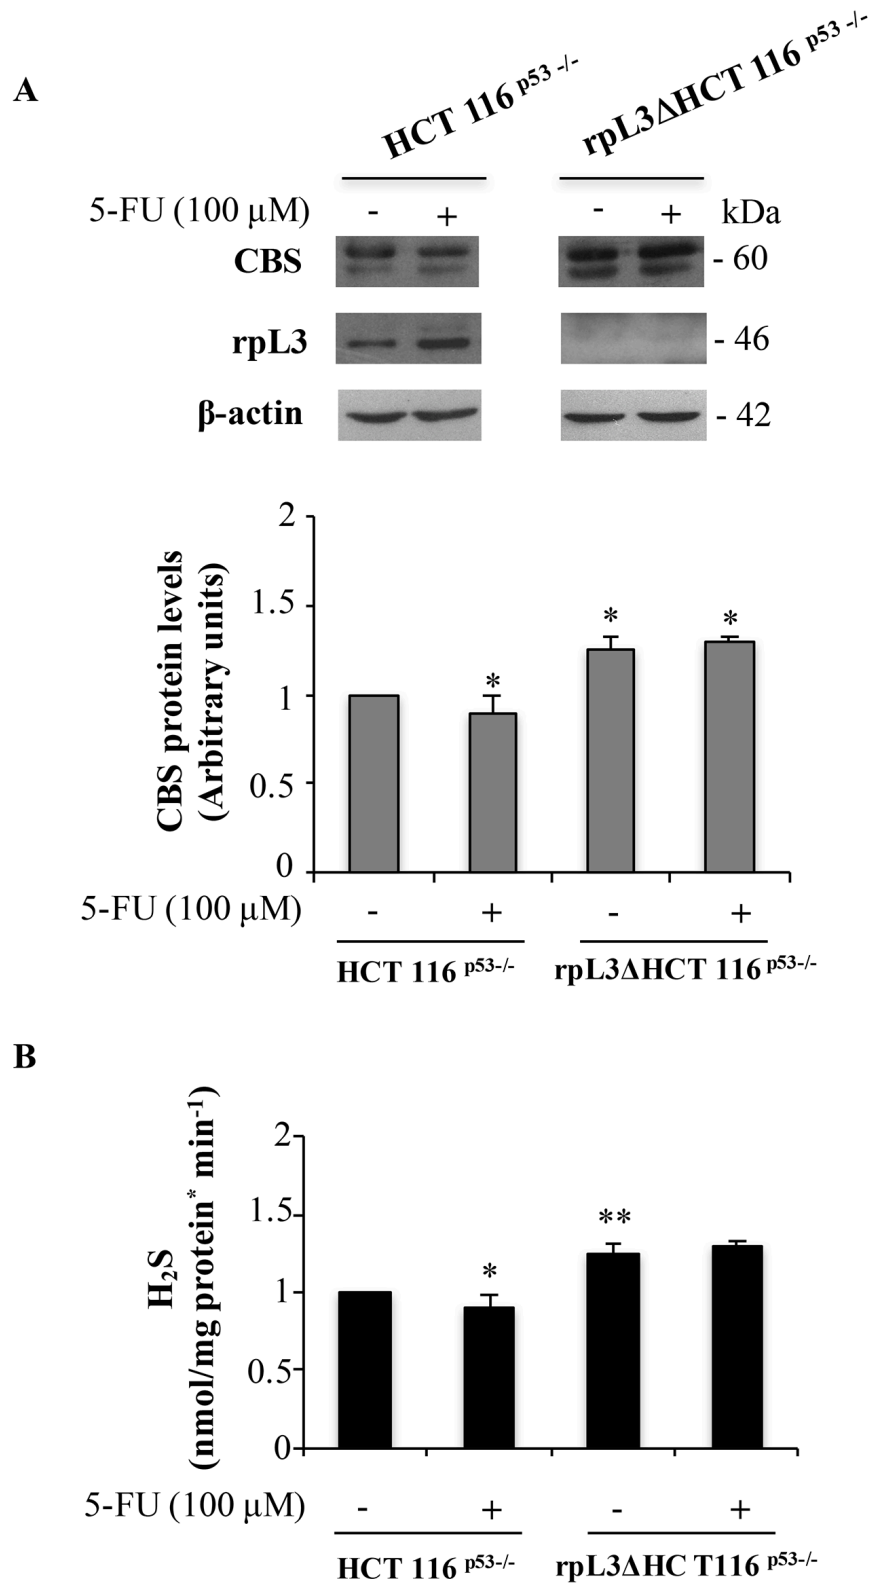 A
HCT 116 p53 -/-
rpL3ΔHCT 116 p53 -/-
5-FU (100 µM) - + - + kDa
CBS - 60
rpL3 - 46
β-actin - 42
CBS protein levels
(Arbitrary units)
2
1.5
1
0.5
0
* * *
5-FU (100 µM) - + - +
HCT 116 p53-/- rpL3ΔHCT 116 p53-/-
B
H2S
(nmol/mg protein* min-1)
2
1.5
1
0.5
0
* **
5-FU (100 µM) - + - +
HCT 116 p53-/- rpL3ΔHC T116 p53-/-